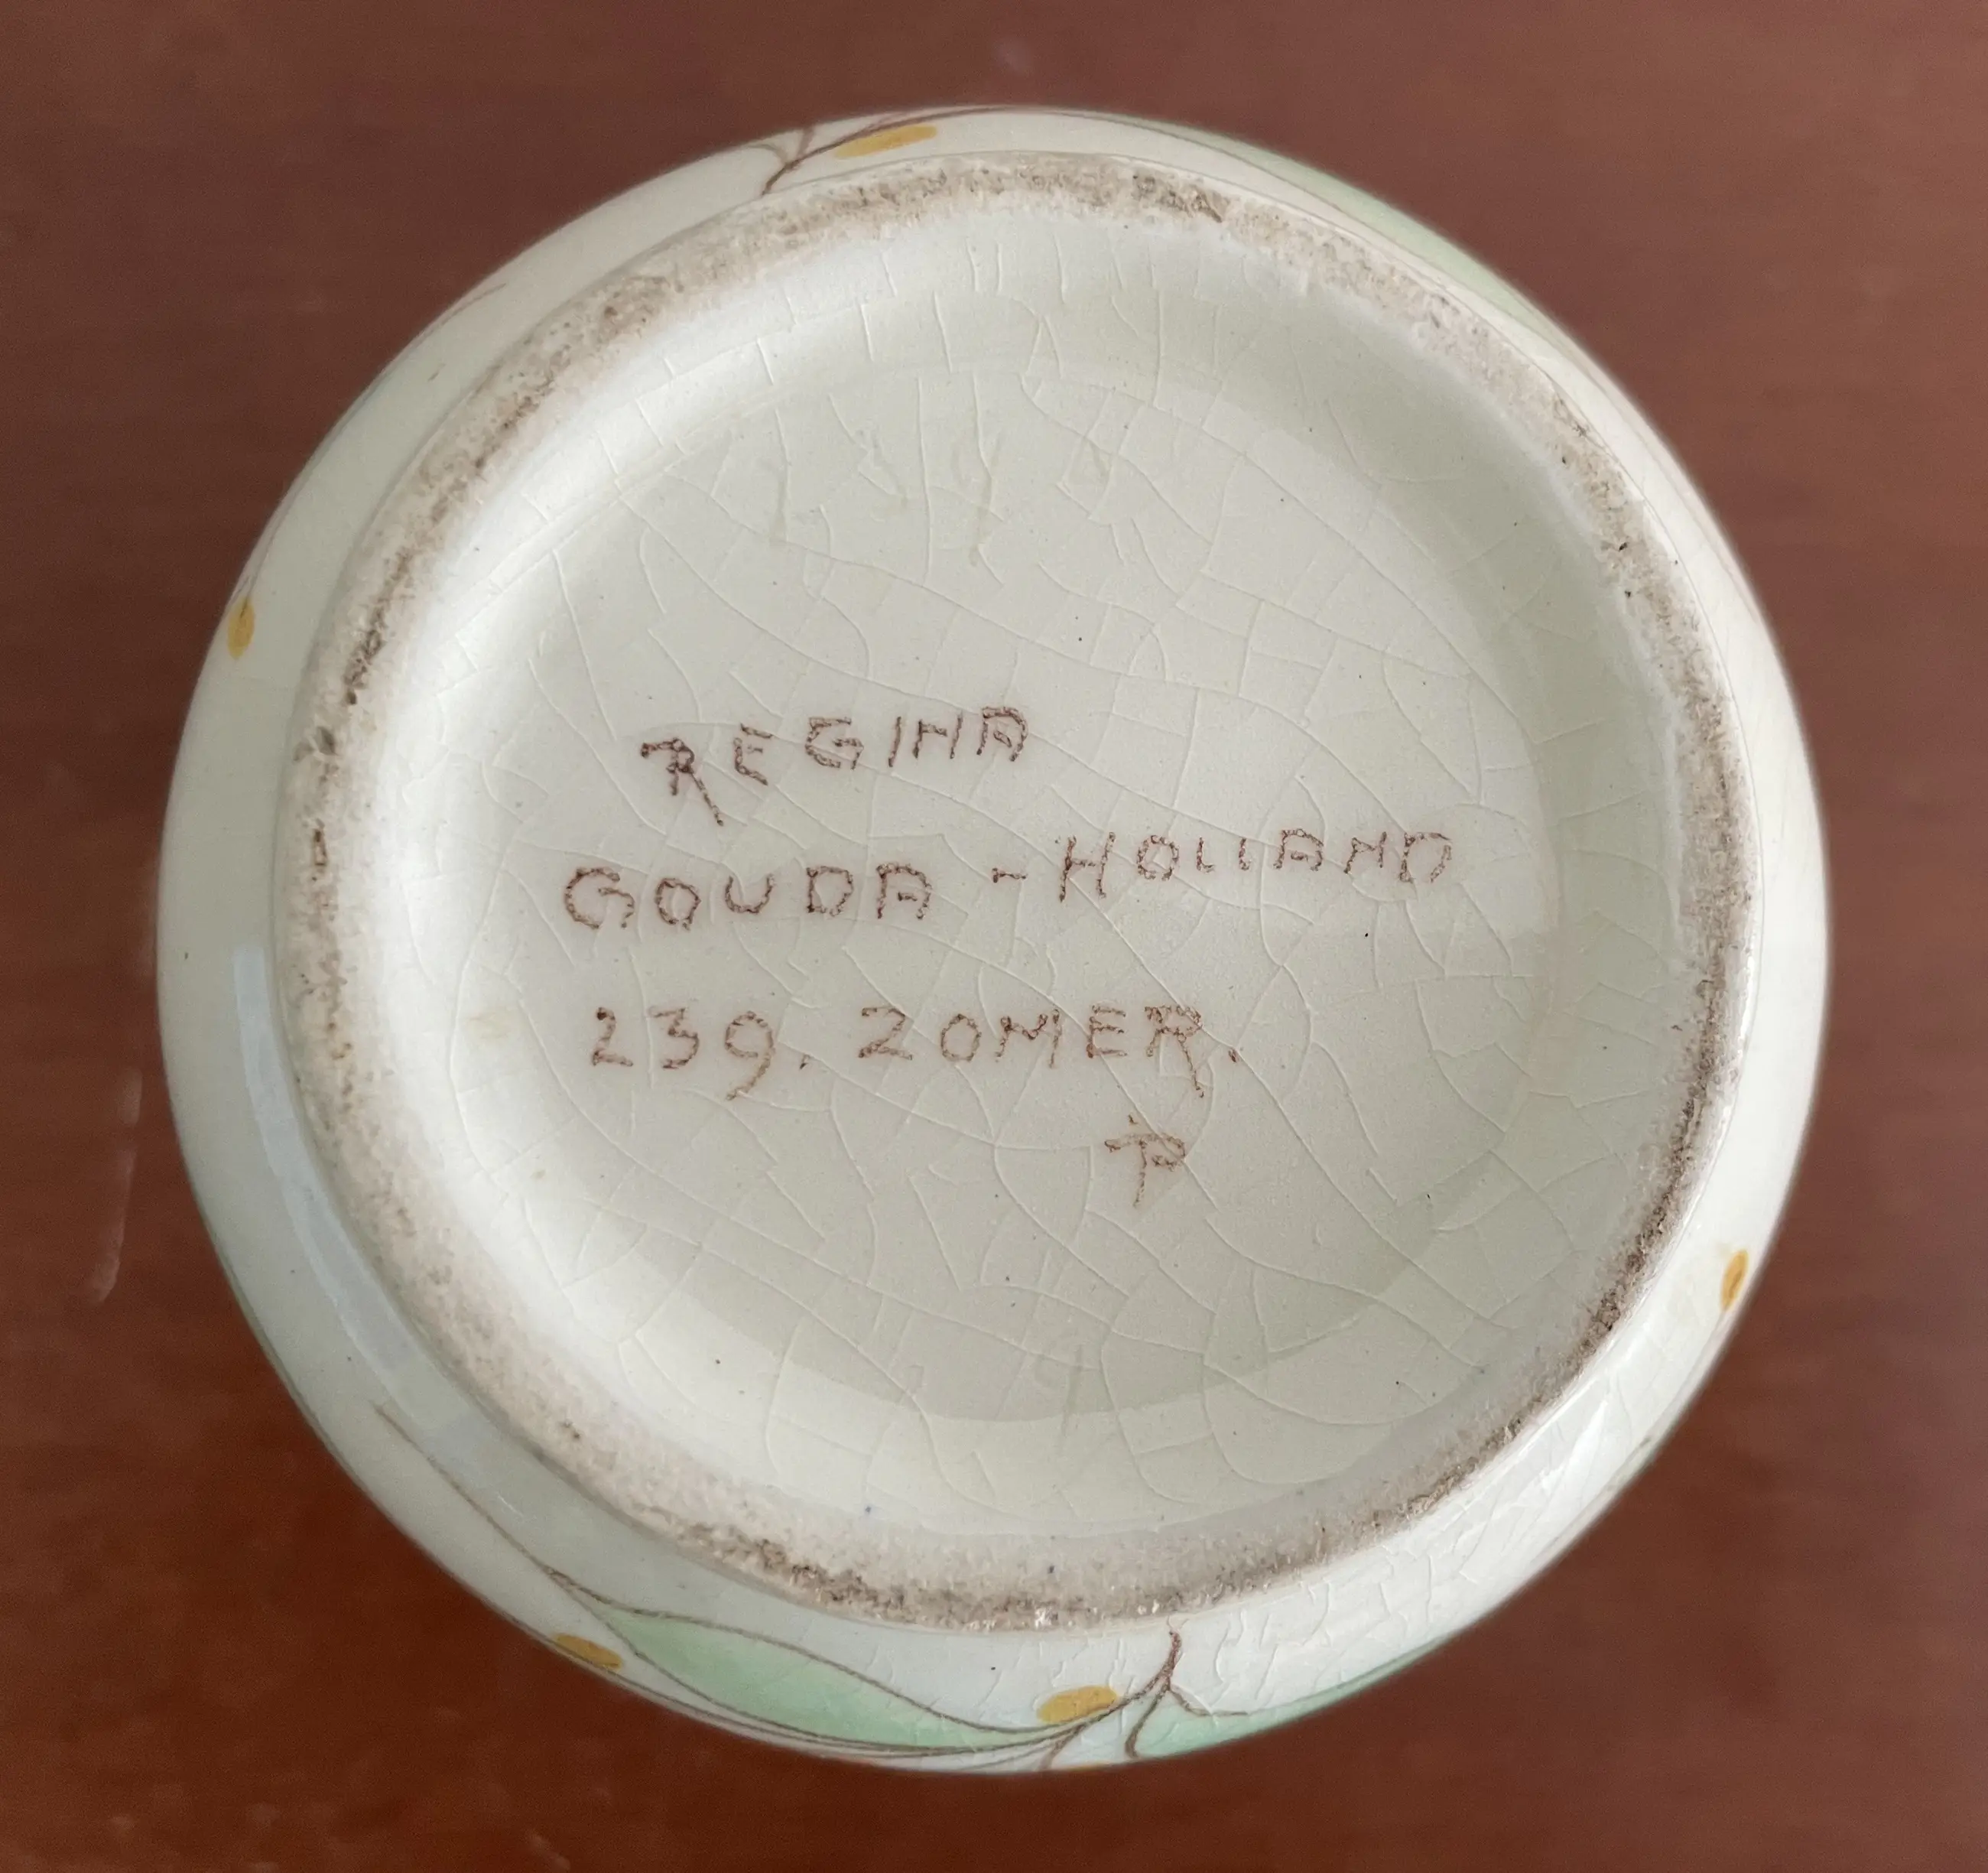 REGINA
GOUDA - HOLLAND
239. ZOMER.